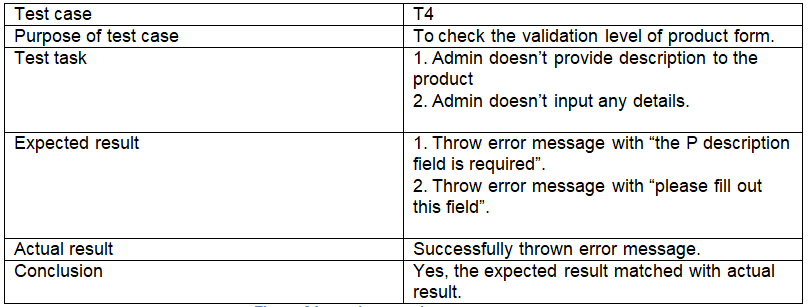 Test case
T4
Purpose of test case
To check the validation level of product form.
Test task
1. Admin doesn’t provide description to the
product
2. Admin doesn’t input any details.
Expected result
1. Throw error message with “the P description
field is required”.
2. Throw error message with “please fill out
this field”.
Actual result
Successfully thrown error message.
Conclusion
Yes, the expected result matched with actual
result.